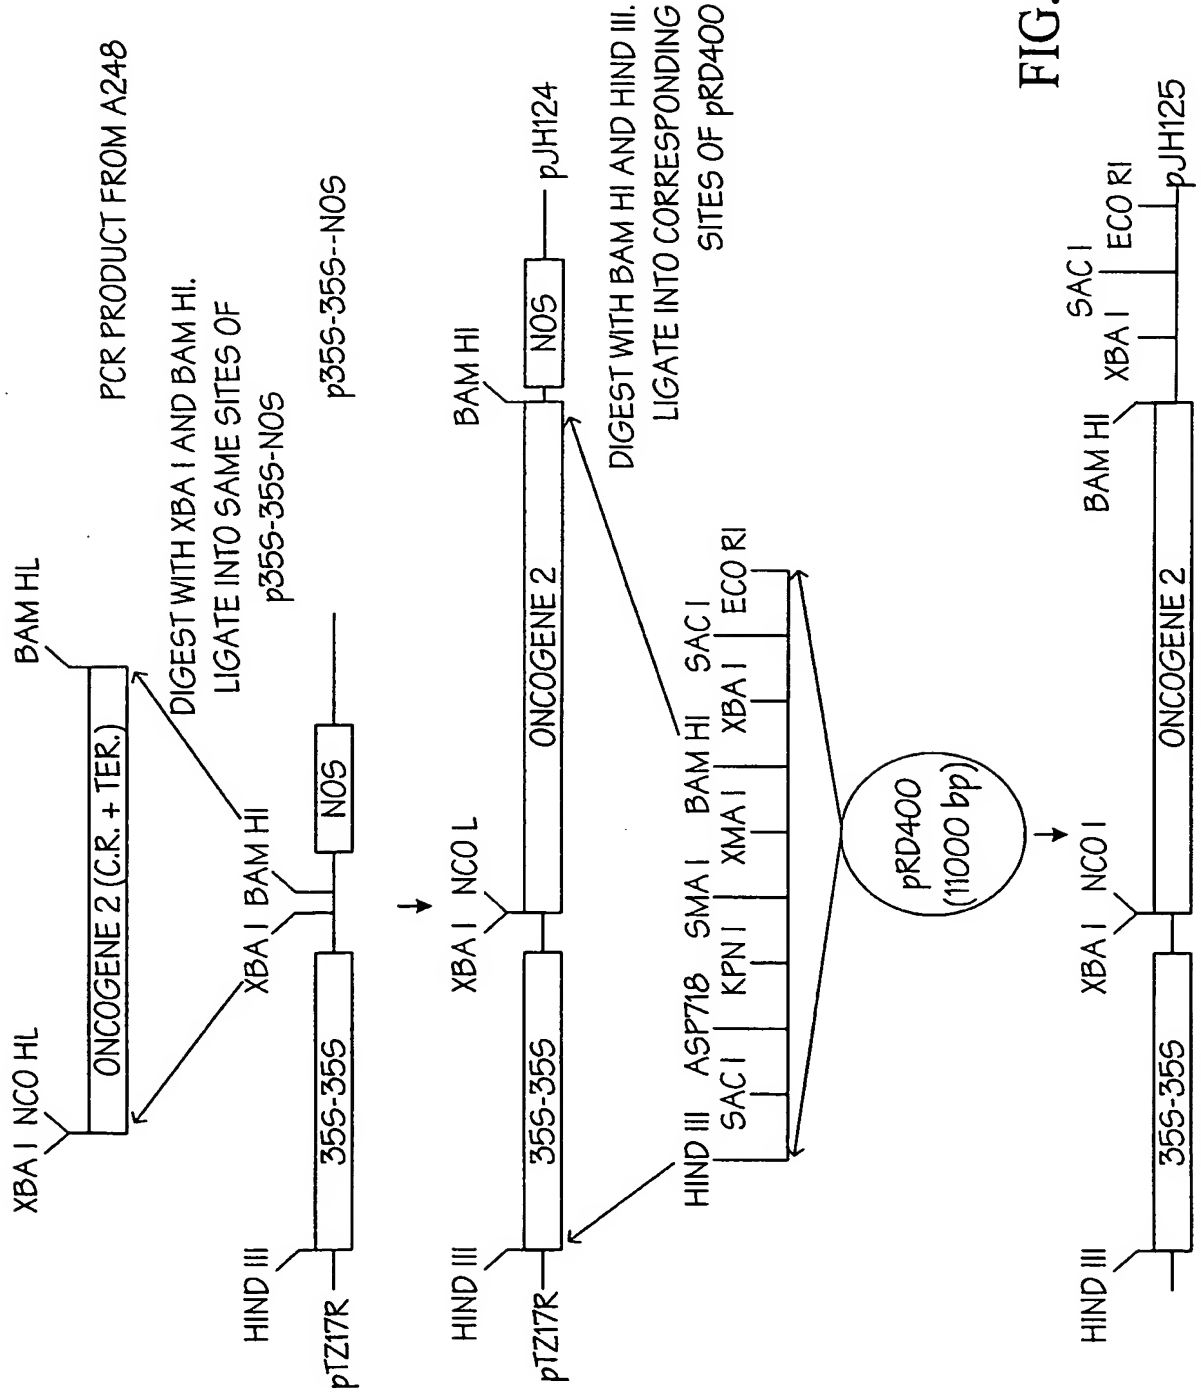 XBA I NCO HL
BAM HL
ONCOGENE 2 (C.R. + TER.)
PCR PRODUCT FROM A248
DIGEST WITH XBA I AND BAM HI.
LIGATE INTO SAME SITES OF
p35S-35S-NOS
HIND III
XBA I BAM HI
pTZ17R
35S-35S
NOS
p35S-35S--NOS
HIND III
XBA I NCO L
BAM HI
pTZ17R
35S-35S
ONCOGENE 2
NOS
pJH124
DIGEST WITH BAM HI AND HIND III.
LIGATE INTO CORRESPONDING
SITES OF pRD400
HIND III ASP718 SMA I BAM HI SAC I
SAC I KPN I XMA I XBA I ECO RI
pRD400
(11000 bp)
HIND III
XBA I NCO I
BAM HI
SAC I
XBA I ECO RI
35S-35S
ONCOGENE 2
pJH125
FIG.